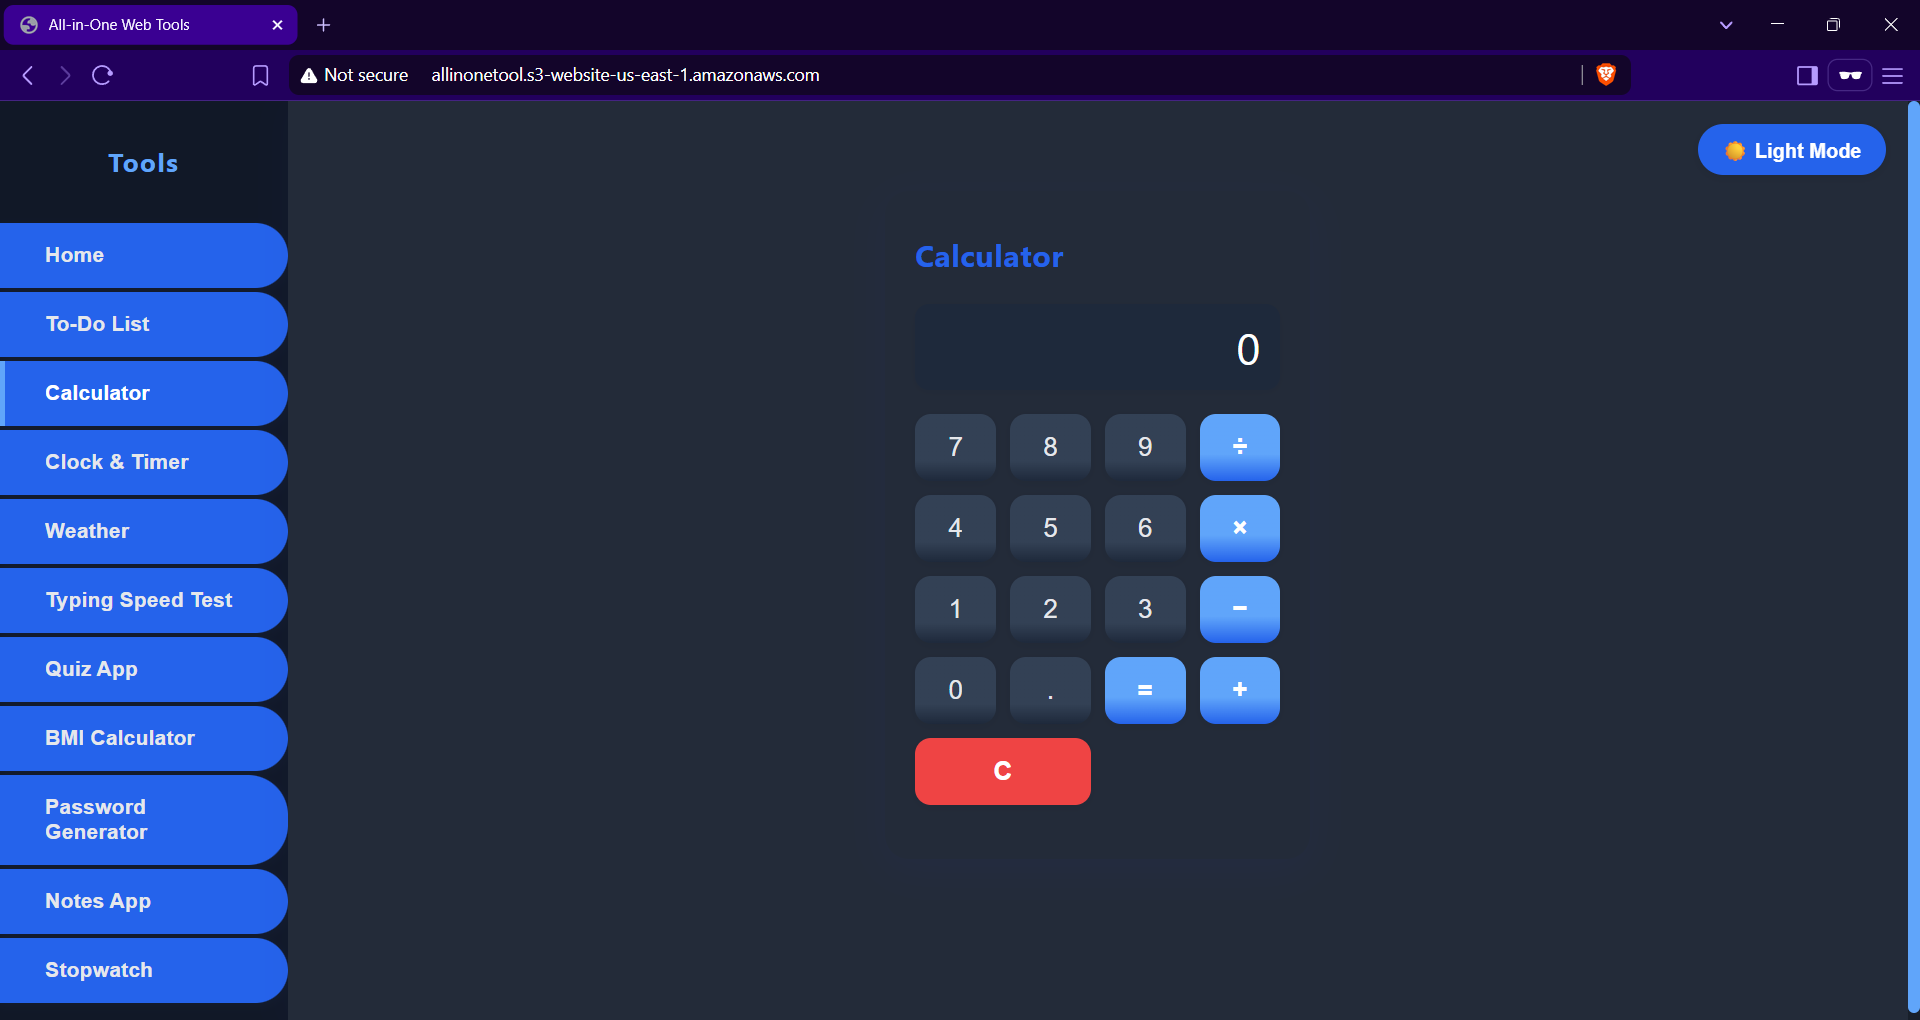 All-in-One Web Tools
Not secure allinonetool.s3-website-us-east-1.amazonaws.com
Tools
Home
To-Do List
Calculator
Clock & Timer
Weather
Typing Speed Test
Quiz App
BMI Calculator
Password
Generator
Notes App
Stopwatch
Light Mode
Calculator
0
7 8 9 ÷
4 5 6 ×
1 2 3 −
0 . = +
C